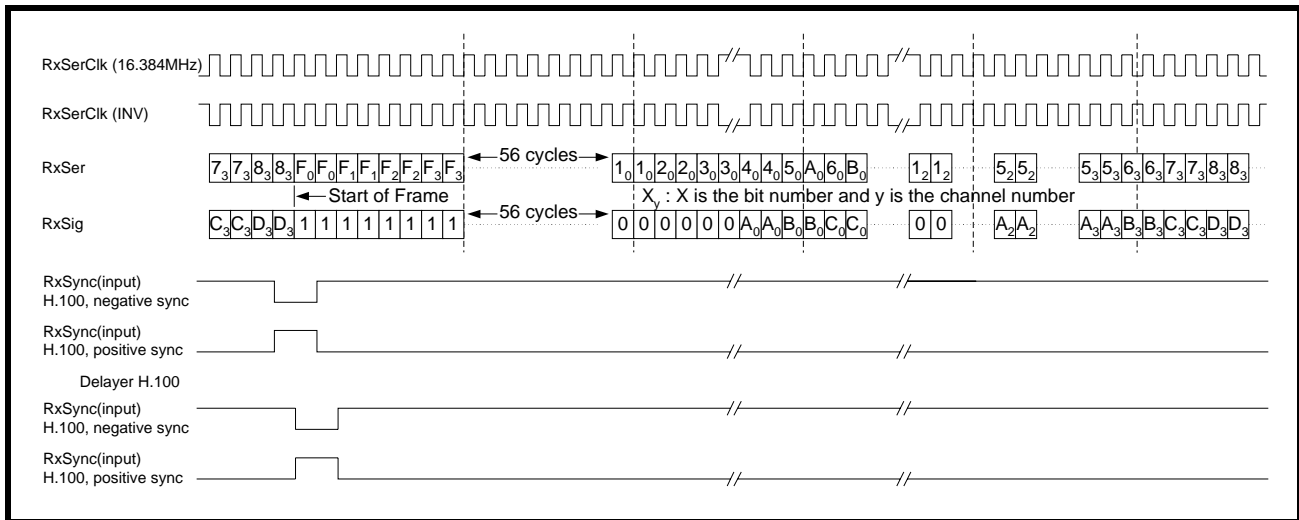 RxSerClk (16.384MHz)
RxSerClk (INV)
RxSer 7₃ 7₃ 8₃ 8₃ F₀ F₀ F₁ F₁ F₂ F₂ F₃ F₃ 56 cycles 1₀ 1₀ 2₀ 2₀ 3₀ 3₀ 4₀ 4₀ 5₀ A₀ 6₀ B₀ 1₂ 1₂ 5₂ 5₂ 5₃ 5₃ 6₃ 6₃ 7₃ 7₃ 8₃ 8₃
Start of Frame Xy : X is the bit number and y is the channel number
RxSig C₃ C₃ D₃ D₃ 1 1 1 1 1 1 1 1 56 cycles 0 0 0 0 0 0 A₀ A₀ B₀ B₀ C₀ C₀ 0 0 A₂ A₂ A₃ A₃ B₃ B₃ C₃ C₃ D₃ D₃
RxSync(input)
H.100, negative sync
RxSync(input)
H.100, positive sync
Delayer H.100
RxSync(input)
H.100, negative sync
RxSync(input)
H.100, positive sync